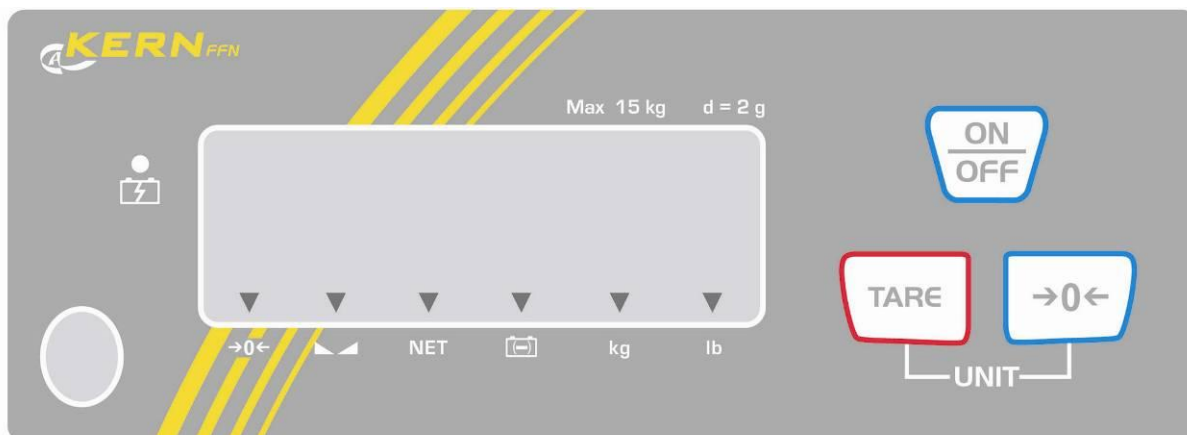 KERN FFN
Max 15 kg d = 2 g
ON
OFF
TARE →0←
→0← NET kg lb
UNIT